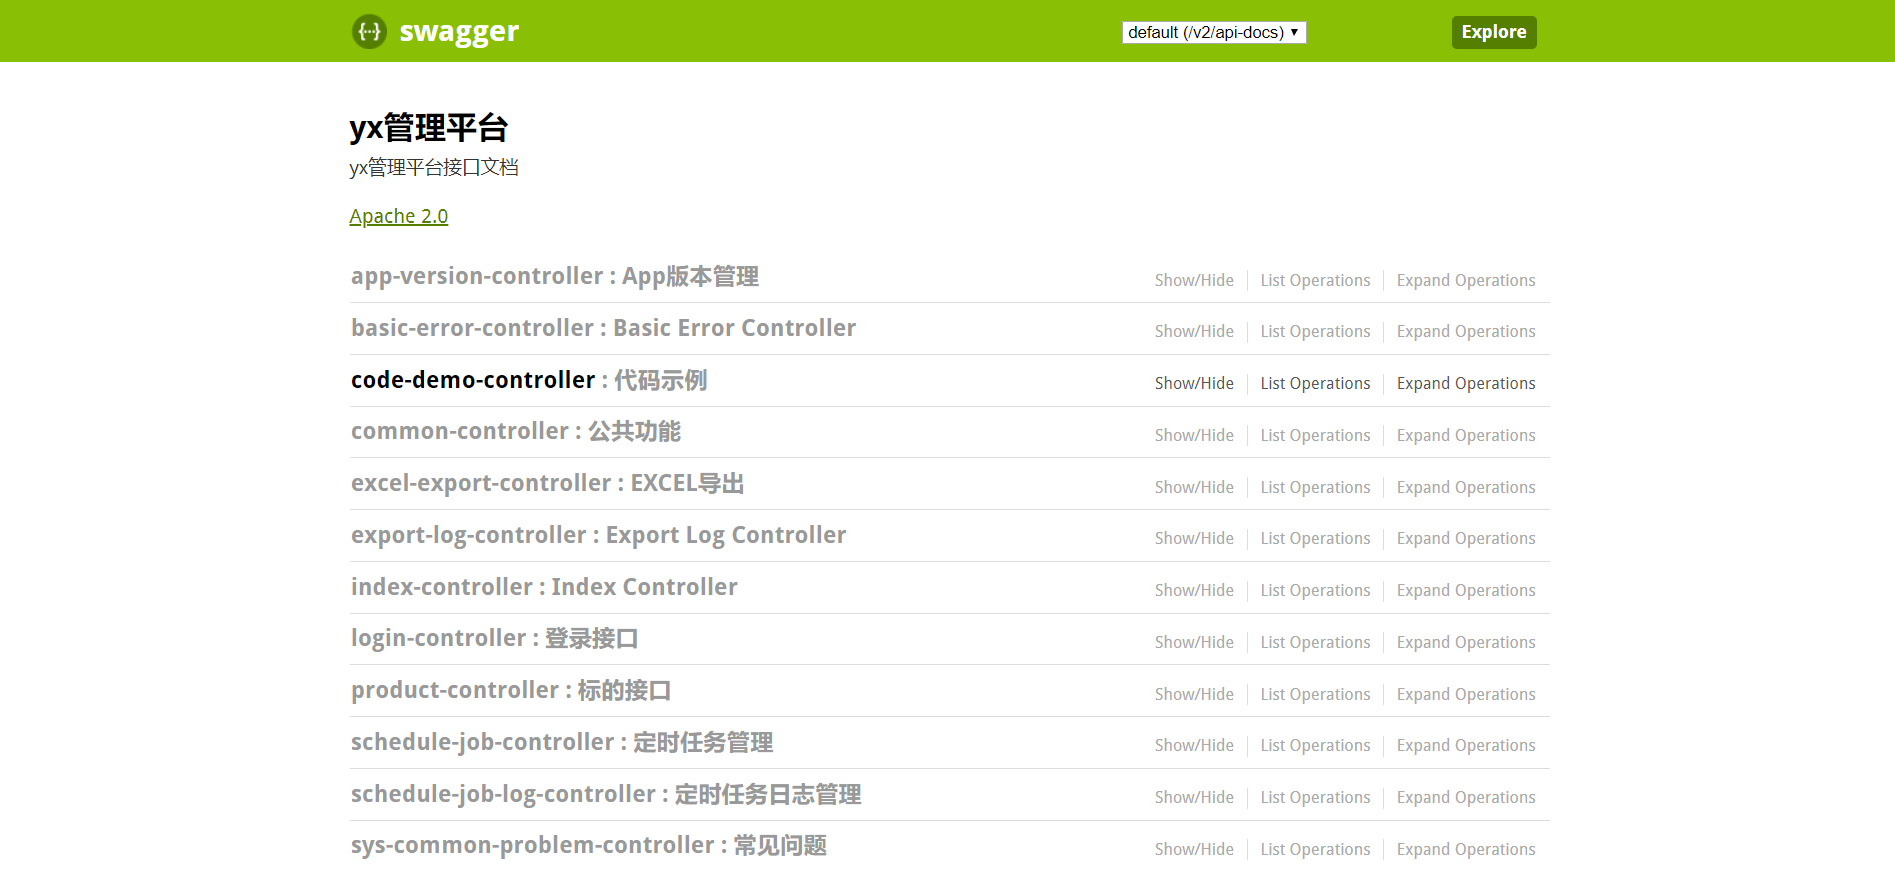 swagger default (/v2/api-docs) Explore
yx管理平台
yx管理平台接口文档
Apache 2.0
app-version-controller : App版本管理 Show/Hide List Operations Expand Operations
basic-error-controller : Basic Error Controller Show/Hide List Operations Expand Operations
code-demo-controller : 代码示例 Show/Hide List Operations Expand Operations
common-controller : 公共功能 Show/Hide List Operations Expand Operations
excel-export-controller : EXCEL导出 Show/Hide List Operations Expand Operations
export-log-controller : Export Log Controller Show/Hide List Operations Expand Operations
index-controller : Index Controller Show/Hide List Operations Expand Operations
login-controller : 登录接口 Show/Hide List Operations Expand Operations
product-controller : 标的接口 Show/Hide List Operations Expand Operations
schedule-job-controller : 定时任务管理 Show/Hide List Operations Expand Operations
schedule-job-log-controller : 定时任务日志管理 Show/Hide List Operations Expand Operations
sys-common-problem-controller : 常见问题 Show/Hide List Operations Expand Operations